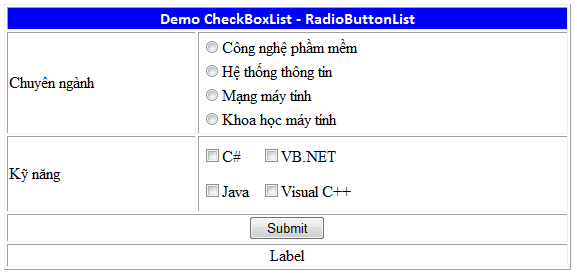 Demo CheckBoxList - RadioButtonList
Chuyên ngành
Công nghệ phầm mềm
Hệ thống thông tin
Mạng máy tính
Khoa học máy tính
Kỹ năng
C# VB.NET
Java Visual C++
Submit
Label